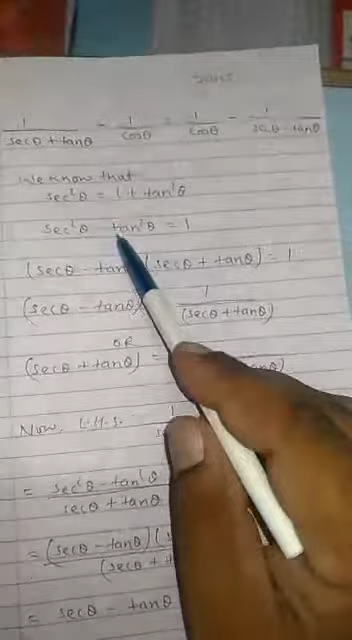 1/(secθ + tanθ) - 1/cosθ = 1/cosθ - 1/(secθ - tanθ)
We know that
sec²θ = 1 + tan²θ
sec²θ tan²θ = 1
(secθ - tan (secθ + tanθ) = 1
(secθ - tanθ) 1/(secθ + tanθ)
OR
(secθ + tanθ) = θ)
Now, L.H.S. 1
= sec²θ - tan²θ / secθ + tanθ
= (secθ - tanθ)( / (secθ +
= secθ - tanθ